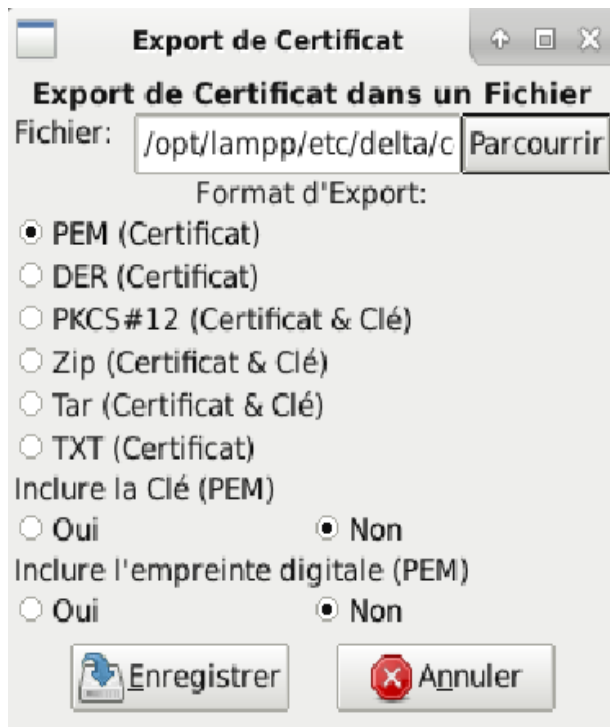 Export de Certificat
Export de Certificat dans un Fichier
Fichier: /opt/lampp/etc/delta/c Parcourrir
Format d'Export:
PEM (Certificat)
DER (Certificat)
PKCS#12 (Certificat & Clé)
Zip (Certificat & Clé)
Tar (Certificat & Clé)
TXT (Certificat)
Inclure la Clé (PEM)
Oui Non
Inclure l'empreinte digitale (PEM)
Oui Non
Enregistrer Annuler